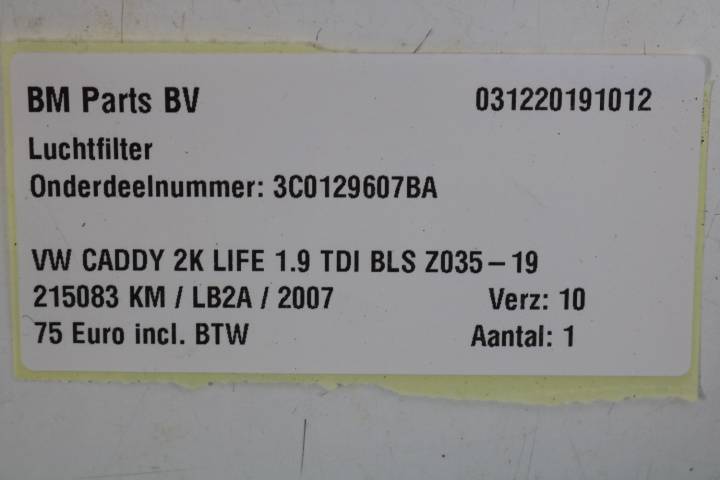 BM Parts BV 031220191012
Luchtfilter
Onderdeelnummer: 3C0129607BA
VW CADDY 2K LIFE 1.9 TDI BLS Z035-19
215083 KM / LB2A / 2007 Verz: 10
75 Euro incl. BTW Aantal: 1